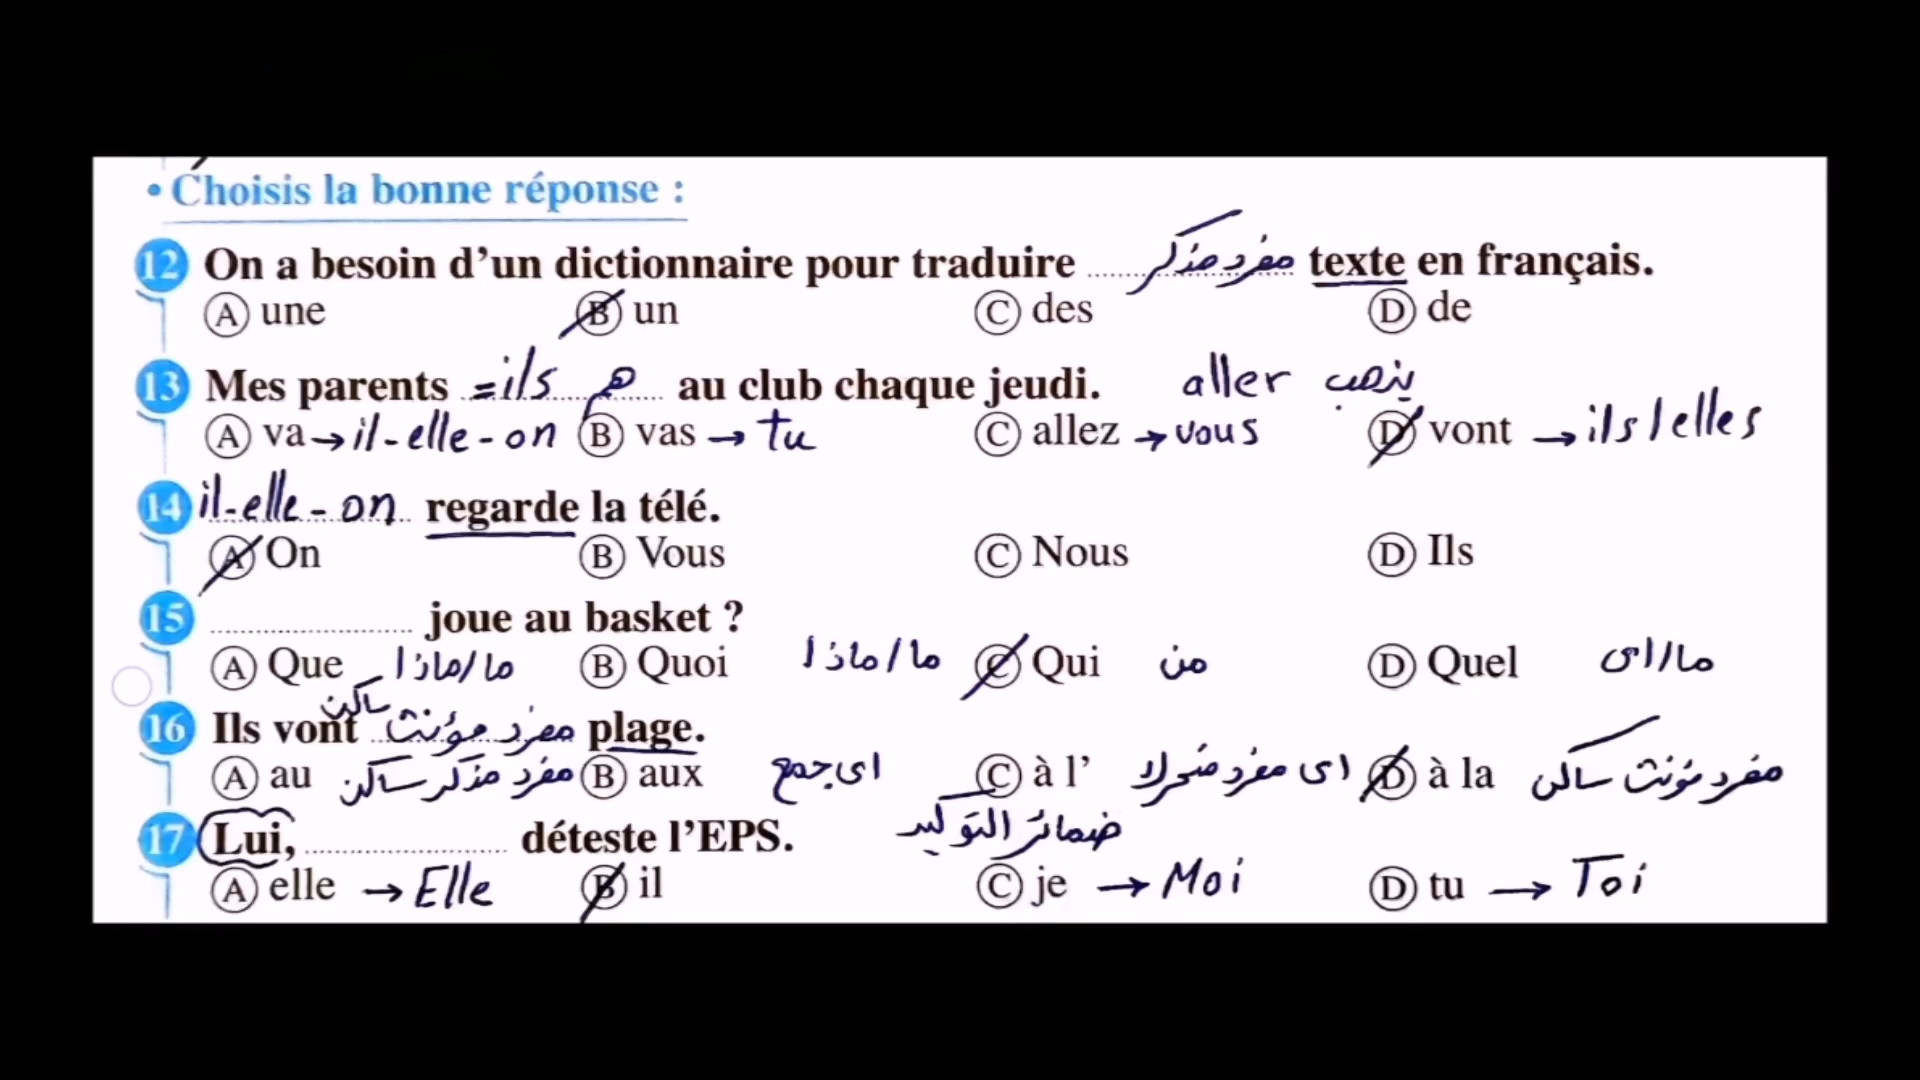 • Choisis la bonne réponse :
12 On a besoin d'un dictionnaire pour traduire مفرد مذكر texte en français.
A une B un C des D de
13 Mes parents =ils هم au club chaque jeudi. aller يذهب
A va → il-elle-on B vas → tu C allez → vous D vont → ils/elles
14 il-elle-on regarde la télé.
A On B Vous C Nous D Ils
15 .................... joue au basket ?
A Que ما/ماذا B Quoi ما/ماذا C Qui من D Quel ما/اى
ساكن
16 Ils vont مفرد مؤنث plage.
A au مفرد مذكر ساكن B aux اى جمع C à l' اى مفرد متحرك D à la مفرد مؤنث ساكن
17 Lui, .................... déteste l'EPS. ضمائر التوكيد
A elle → Elle B il C je → Moi D tu → Toi